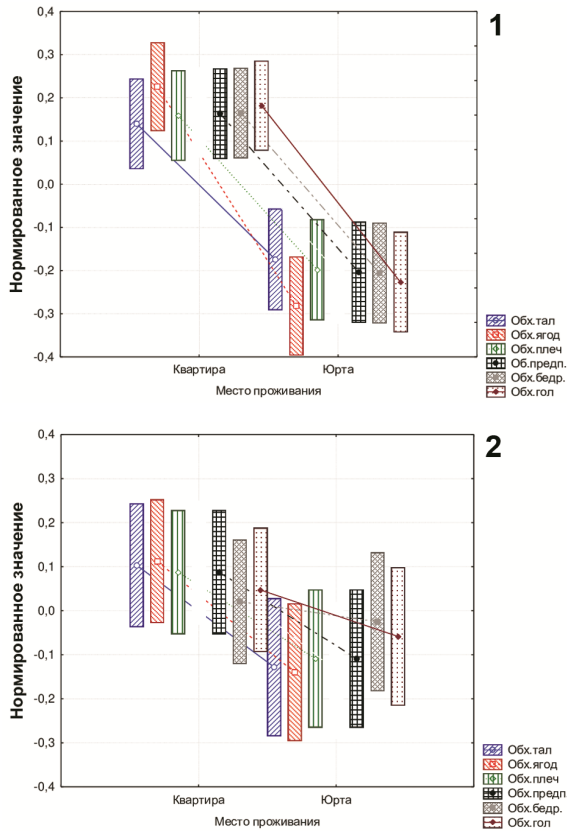 1
Нормированное значение
0,4
0,3
0,2
0,1
0,0
-0,1
-0,2
-0,3
-0,4
Квартира
Юрта
Место проживания
Обх.тал
Обх.ягод
Обх.плеч
Об.предп.
Обх.бедр.
Обх.гол
2
Нормированное значение
0,4
0,3
0,2
0,1
0,0
-0,1
-0,2
-0,3
-0,4
Квартира
Юрта
Место проживания
Обх.тал
Обх.ягод
Обх.плеч
Обх.предп
Обх.бедр.
Обх.гол